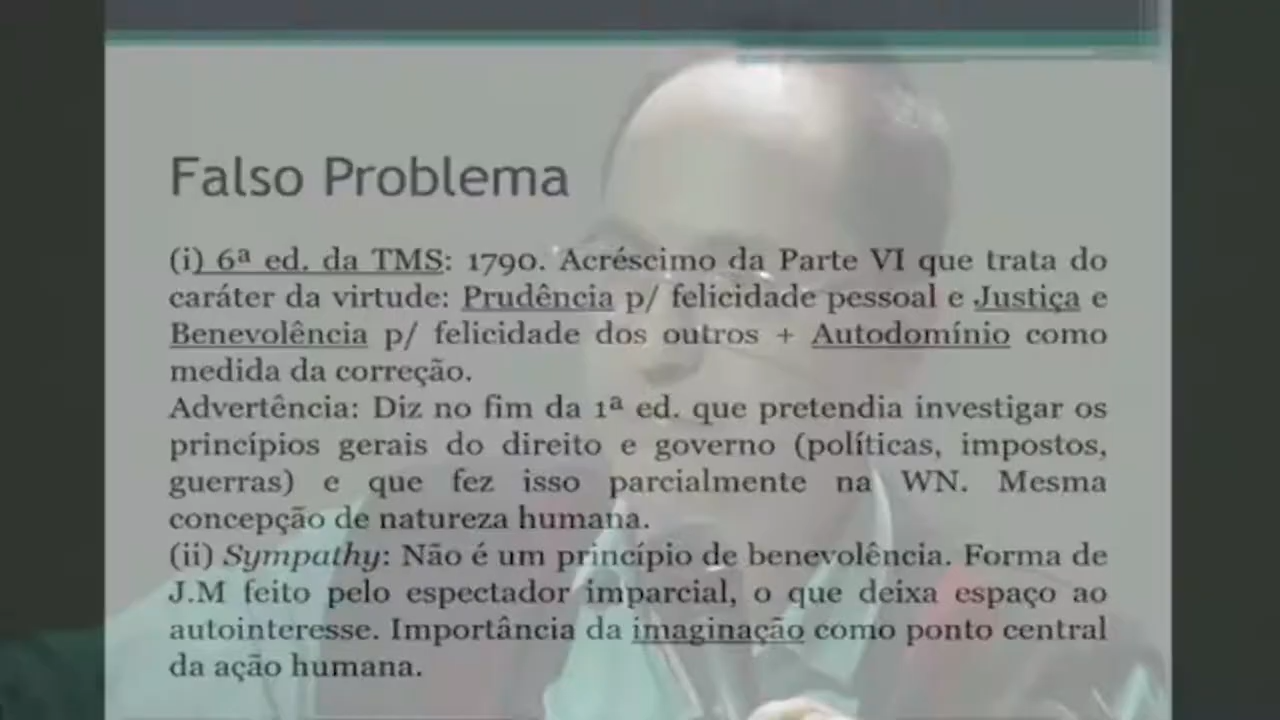 Falso Problema
(i) 6ª ed. da TMS: 1790. Acréscimo da Parte VI que trata do
caráter da virtude: Prudência p/ felicidade pessoal e Justiça e
Benevolência p/ felicidade dos outros + Autodomínio como
medida da correção.
Advertência: Diz no fim da 1ª ed. que pretendia investigar os
princípios gerais do direito e governo (políticas, impostos,
guerras) e que fez isso parcialmente na WN. Mesma
concepção de natureza humana.
(ii) Sympathy: Não é um princípio de benevolência. Forma de
J.M feito pelo espectador imparcial, o que deixa espaço ao
autointeresse. Importância da imaginação como ponto central
da ação humana.